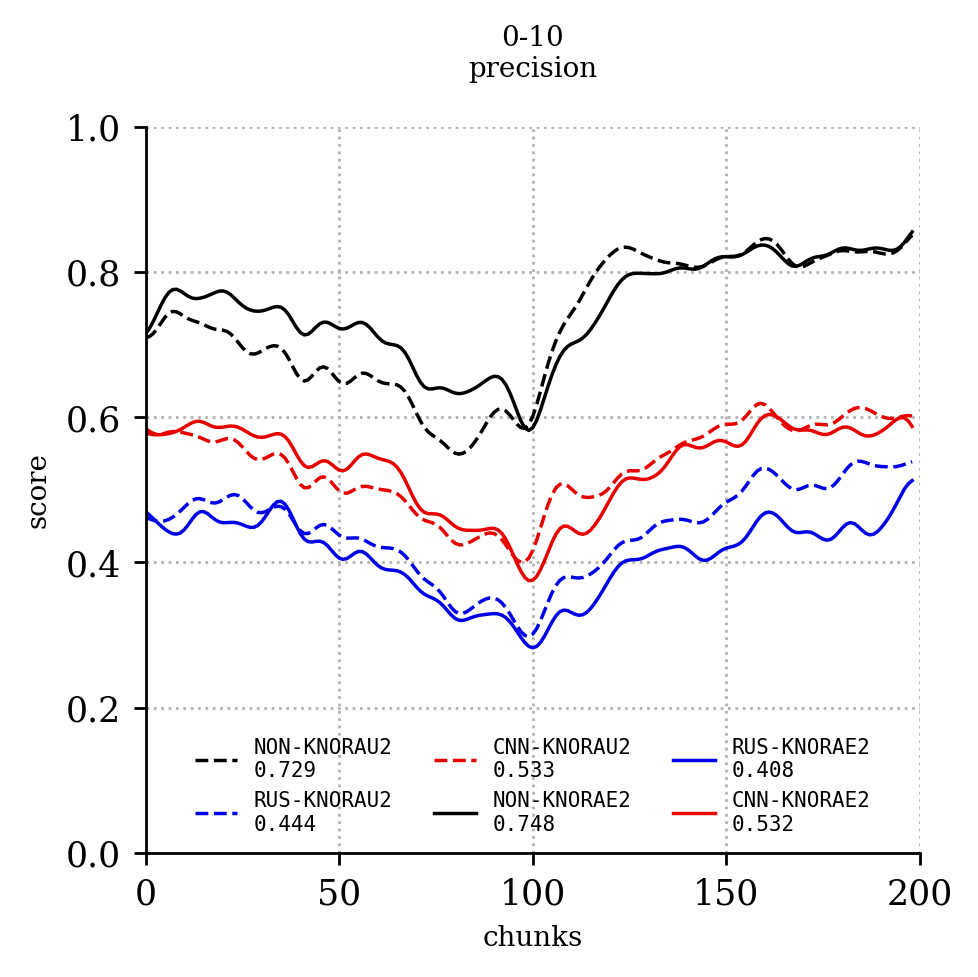 0-10
precision
1.0
0.8
0.6
0.4
0.2
0.0
score
NON-KNORAU2
0.729
RUS-KNORAU2
0.444
CNN-KNORAU2
0.533
NON-KNORAE2
0.748
RUS-KNORAE2
0.408
CNN-KNORAE2
0.532
0 50 100 150 200
chunks